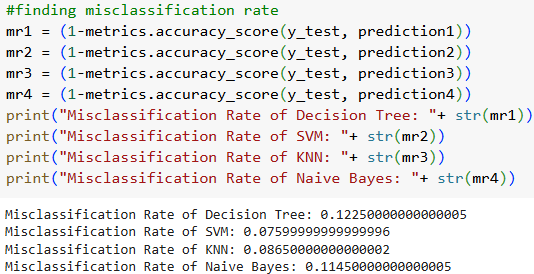 #finding misclassification rate
mr1 = (1-metrics.accuracy_score(y_test, prediction1))
mr2 = (1-metrics.accuracy_score(y_test, prediction2))
mr3 = (1-metrics.accuracy_score(y_test, prediction3))
mr4 = (1-metrics.accuracy_score(y_test, prediction4))
print("Misclassification Rate of Decision Tree: "+ str(mr1))
print("Misclassification Rate of SVM: "+ str(mr2))
print("Misclassification Rate of KNN: "+ str(mr3))
print("Misclassification Rate of Naive Bayes: "+ str(mr4))
Misclassification Rate of Decision Tree: 0.12250000000000005
Misclassification Rate of SVM: 0.07599999999999996
Misclassification Rate of KNN: 0.08650000000000002
Misclassification Rate of Naive Bayes: 0.11450000000000005